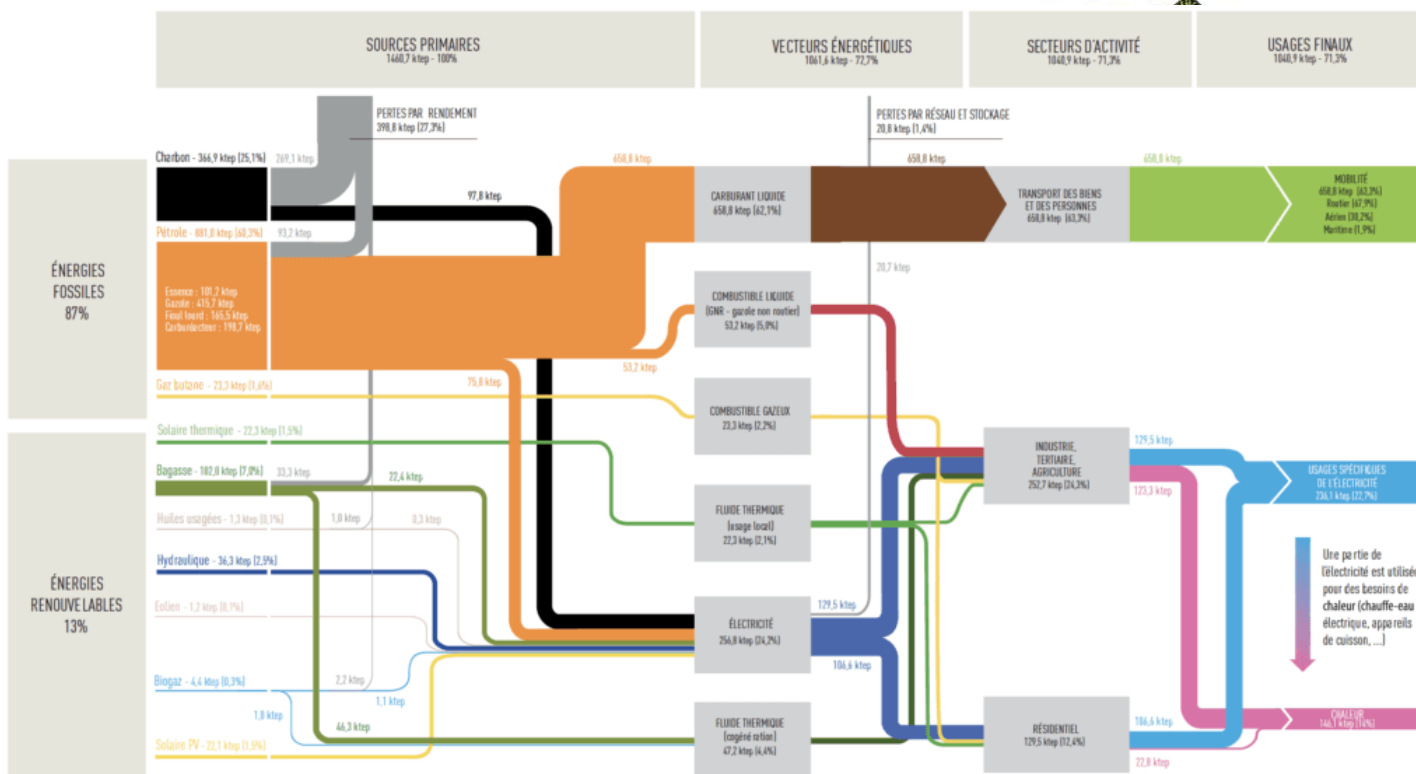 SOURCES PRIMAIRES
1460,7 ktep - 100%
VECTEURS ÉNERGÉTIQUES
1061,6 ktep - 72,7%
SECTEURS D'ACTIVITÉ
1040,9 ktep - 71,3%
USAGES FINAUX
1040,9 ktep - 71,3%
PERTES PAR RENDEMENT
398,8 ktep (27,3%)
PERTES PAR RÉSEAU ET STOCKAGE
20,8 ktep (1,4%)
ÉNERGIES
FOSSILES
87%
Charbon - 366,9 ktep (25,1%)
269,1 ktep
97,8 ktep
658,8 ktep
658,8 ktep
658,8 ktep
CARBURANT LIQUIDE
658,8 ktep (62,1%)
TRANSPORT DES BIENS
ET DES PERSONNES
658,8 ktep (63,3%)
MOBILITÉ
658,8 ktep (63,3%)
Routier (67,9%)
Aérien (30,2%)
Maritime (1,9%)
Pétrole - 881,0 ktep (60,3%)
93,2 ktep
20,7 ktep
Essence : 101,2 ktep
Gazole : 415,7 ktep
Fioul lourd : 165,5 ktep
Carburéacteur : 198,7 ktep
COMBUSTIBLE LIQUIDE
(GNR - gazole non routier)
53,2 ktep (5,0%)
53,2 ktep
75,8 ktep
Gaz butane - 23,3 ktep (1,6%)
COMBUSTIBLE GAZEUX
23,3 ktep (2,2%)
ÉNERGIES
RENOUVELABLES
13%
Solaire thermique - 22,3 ktep (1,5%)
Bagasse - 102,0 ktep (7,0%)
33,3 ktep
22,4 ktep
INDUSTRIE,
TERTIAIRE,
AGRICULTURE
252,7 ktep (24,3%)
129,5 ktep
123,3 ktep
USAGES SPÉCIFIQUES
DE L'ÉLECTRICITÉ
236,1 ktep (22,7%)
Huiles usagées - 1,3 ktep (0,1%)
1,0 ktep
0,3 ktep
FLUIDE THERMIQUE
(usage local)
22,3 ktep (2,1%)
Hydraulique - 36,3 ktep (2,5%)
Une partie de
l'électricité est utilisée
pour des besoins de
chaleur (chauffe-eau
électrique, appareils
de cuisson, ...)
Eolien - 1,2 ktep (0,1%)
129,5 ktep
ÉLECTRICITÉ
256,8 ktep (24,2%)
106,6 ktep
Biogaz - 4,4 ktep (0,3%)
2,2 ktep
1,1 ktep
1,0 ktep
46,3 ktep
Solaire PV - 22,1 ktep (1,5%)
FLUIDE THERMIQUE
(cogénération)
47,2 ktep (4,4%)
RÉSIDENTIEL
129,5 ktep (12,4%)
106,6 ktep
22,8 ktep
CHALEUR
146,1 ktep (14%)